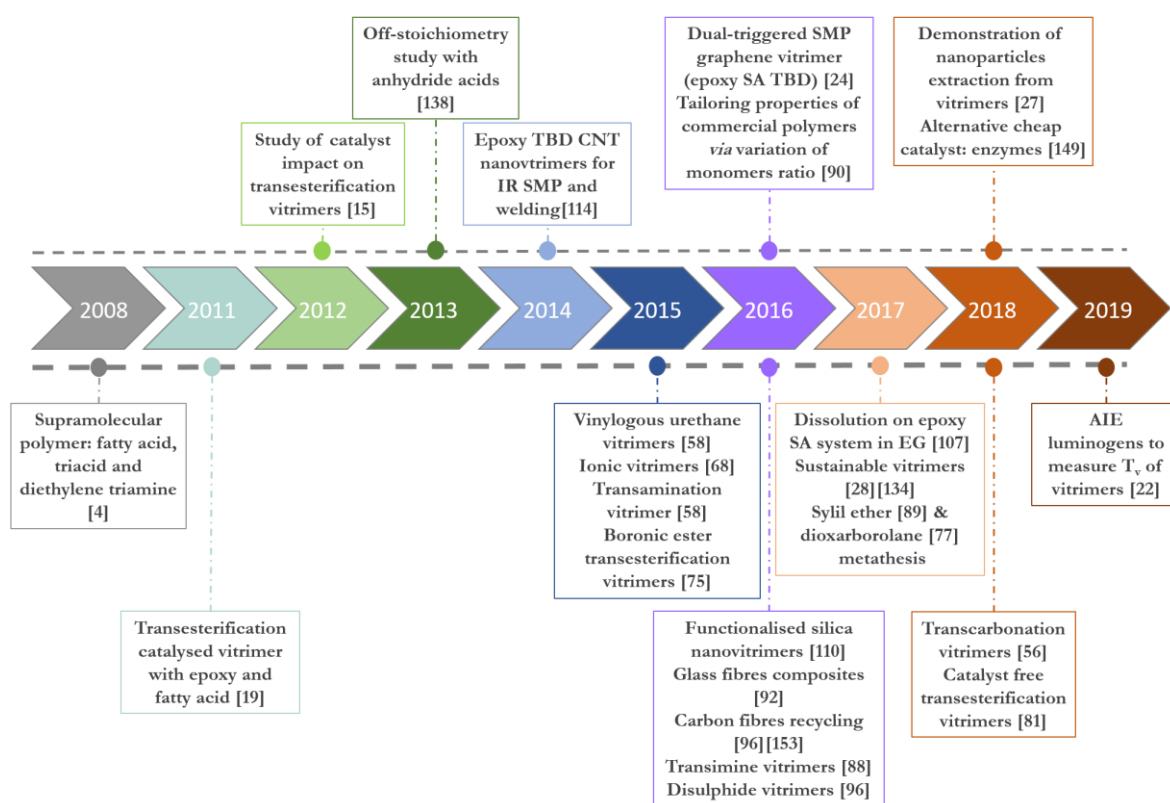 Off-stoichiometry
study with
anhydride acids
[138]
Dual-triggered SMP
graphene vitrimer
(epoxy SA TBD) [24]
Tailoring properties of
commercial polymers
via variation of
monomers ratio [90]
Demonstration of
nanoparticles
extraction from
vitrimers [27]
Alternative cheap
catalyst: enzymes [149]
Study of catalyst
impact on
transesterification
vitrimers [15]
Epoxy TBD CNT
nanovtrimers for
IR SMP and
welding[114]
2008
2011
2012
2013
2014
2015
2016
2017
2018
2019
Supramolecular
polymer: fatty acid,
triacid and
diethylene triamine
[4]
Vinylogous urethane
vitrimers [58]
Ionic vitrimers [68]
Transamination
vitrimer [58]
Boronic ester
transesterification
vitrimers [75]
Dissolution on epoxy
SA system in EG [107]
Sustainable vitrimers
[28][134]
Sylil ether [89] &
dioxarborolane [77]
metathesis
AIE
luminogens to
measure Tv of
vitrimers [22]
Transesterification
catalysed vitrimer
with epoxy and
fatty acid [19]
Functionalised silica
nanovitrimers [110]
Glass fibres composites
[92]
Carbon fibres recycling
[96][153]
Transimine vitrimers [88]
Disulphide vitrimers [96]
Transcarbonation
vitrimers [56]
Catalyst free
transesterification
vitrimers [81]